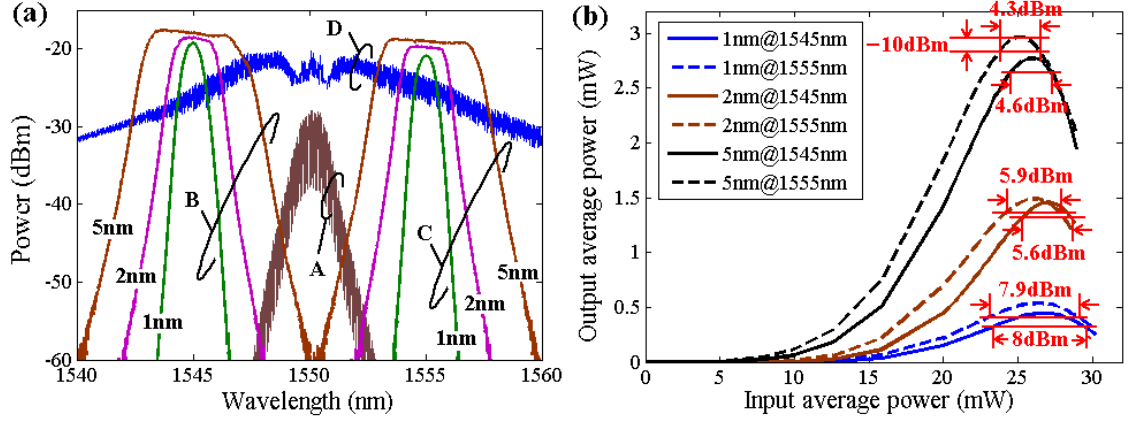 (a)
-20
-30
-40
-50
-60
Power (dBm)
1540
1545
1550
1555
1560
Wavelength (nm)
D
B
A
C
5nm
2nm
1nm
5nm
2nm
1nm
(b)
4
3.5
3
2.5
2
1.5
1
0.5
0
Output average power (mW)
0
5
10
15
20
25
30
Input average power (mW)
1nm@1545nm
1nm@1555nm
2nm@1545nm
2nm@1555nm
5nm@1545nm
5nm@1555nm
4.3dBm
−10dBm
4.6dBm
5.9dBm
5.6dBm
7.9dBm
8dBm